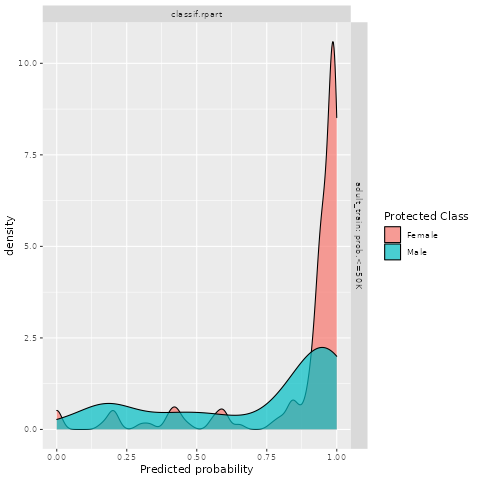 classif.rpart
10.0
7.5
5.0
2.5
0.0
density
0.00
0.25
0.50
0.75
1.00
Predicted probability
adult_train: prob.<=50K
Protected Class
Female
Male